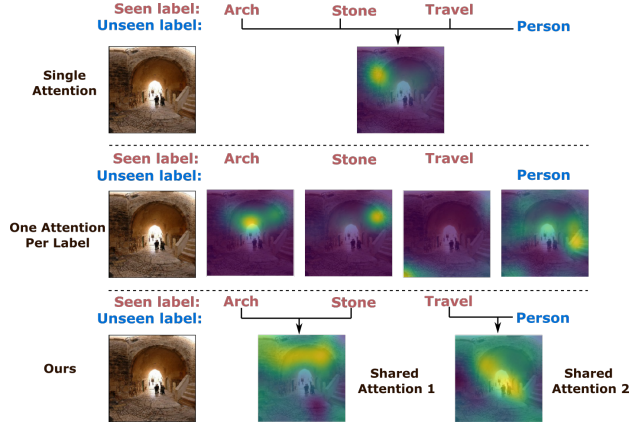 Seen label: Arch Stone Travel
Unseen label: Person
Single
Attention
Seen label: Arch Stone Travel
Unseen label: Person
One Attention
Per Label
Seen label: Arch Stone Travel
Unseen label: Person
Ours
Shared
Attention 1
Shared
Attention 2